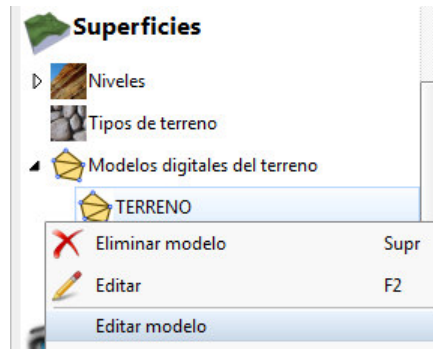 Superficies
Niveles
Tipos de terreno
Modelos digitales del terreno
TERRENO
Eliminar modelo Supr
Editar F2
Editar modelo